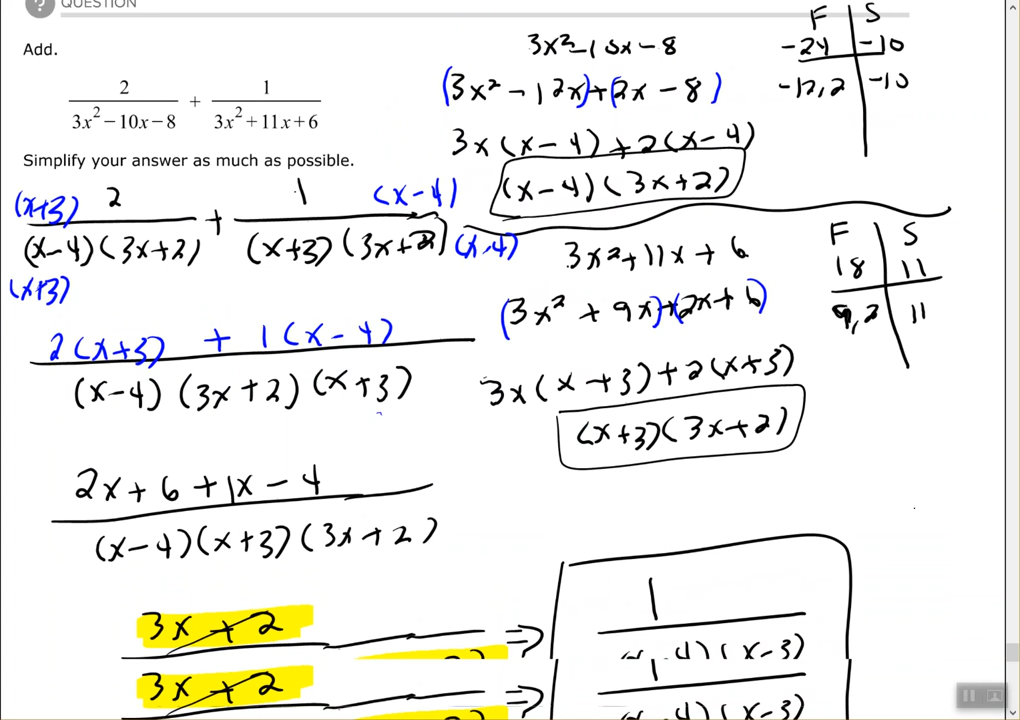 QUESTION
Add.
2/(3x²−10x−8) + 1/(3x²+11x+6)
Simplify your answer as much as possible.
(x+3) 2 / (x−4)(3x+2) (x+3) + 1 (x−4) / (x+3)(3x+2) (x-4)
2(x+3) + 1(x−4) / (x−4)(3x+2)(x+3)
2x+6+1x−4 / (x−4)(x+3)(3x+2)
3x+2 ⇒ 1 / 4)(x−3)
3x+2 ⇒ 1 / 4)(x−3)
3x²−10x−8
(3x²−12x)+(2x−8)
3x(x−4)+2(x−4)
(x−4)(3x+2)
F S
−24 −10
−12,2 −10
3x²+11x+6
(3x²+9x)+(2x+6)
3x(x+3)+2(x+3)
(x+3)(3x+2)
F S
18 11
9,2 11